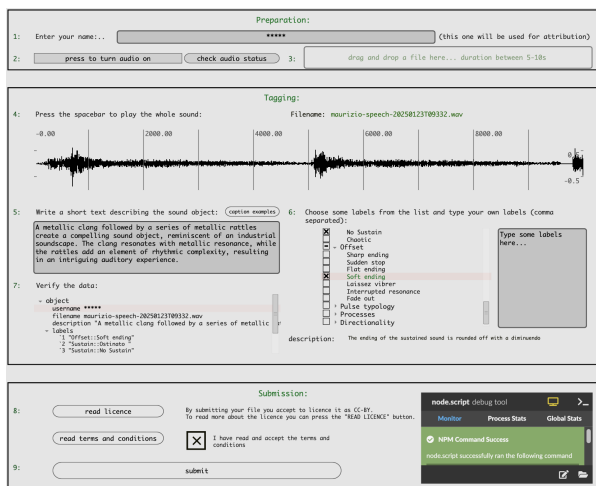 Preparation:
1: Enter your name:.. ***** (this one will be used for attribution)
2: press to turn audio on check audio status 3: drag and drop a file here... duration between 5-10s
Tagging:
4: Press the spacebar to play the whole sound: Filename: maurizio-speech-20250123T09332.wav
-0.00 2000.00 4000.00 6000.00 8000.00
0.5
-0.5
5: Write a short text describing the sound object: caption examples
A metallic clang followed by a series of metallic rattles
create a compelling sound object, reminiscent of an industrial
soundscape. The clang resonates with metallic resonance, while
the rattles add an element of rhythmic complexity, resulting
in an intriguing auditory experience.
6: Choose some labels from the list and type your own labels (comma
separated):
No Sustain
Chaotic
Offset
Sharp ending
Sudden stop
Flat ending
Soft ending
Laissez vibrer
Interrupted resonance
Fade out
Pulse typology
Processes
Directionality
Type some labels
here...
description: The ending of the sustained sound is rounded off with a diminuendo
7: Verify the data:
object
username *****
filename maurizio-speech-20250123T09332.wav
description "A metallic clang followed by a series of metallic
labels
'1 "Offset::Soft ending"
'2 "Sustain::Ostinato "
'3 "Sustain::No Sustain"
Submission:
8: read licence
By submitting your file you accept to licence it as CC-BY.
To read more about the licence you can press the "READ LICENCE" button.
read terms and conditions
I have read and accept the terms and
conditions
9: submit
node.script debug tool
Monitor Process Stats Global Stats
NPM Command Success
node.script successfully ran the following command